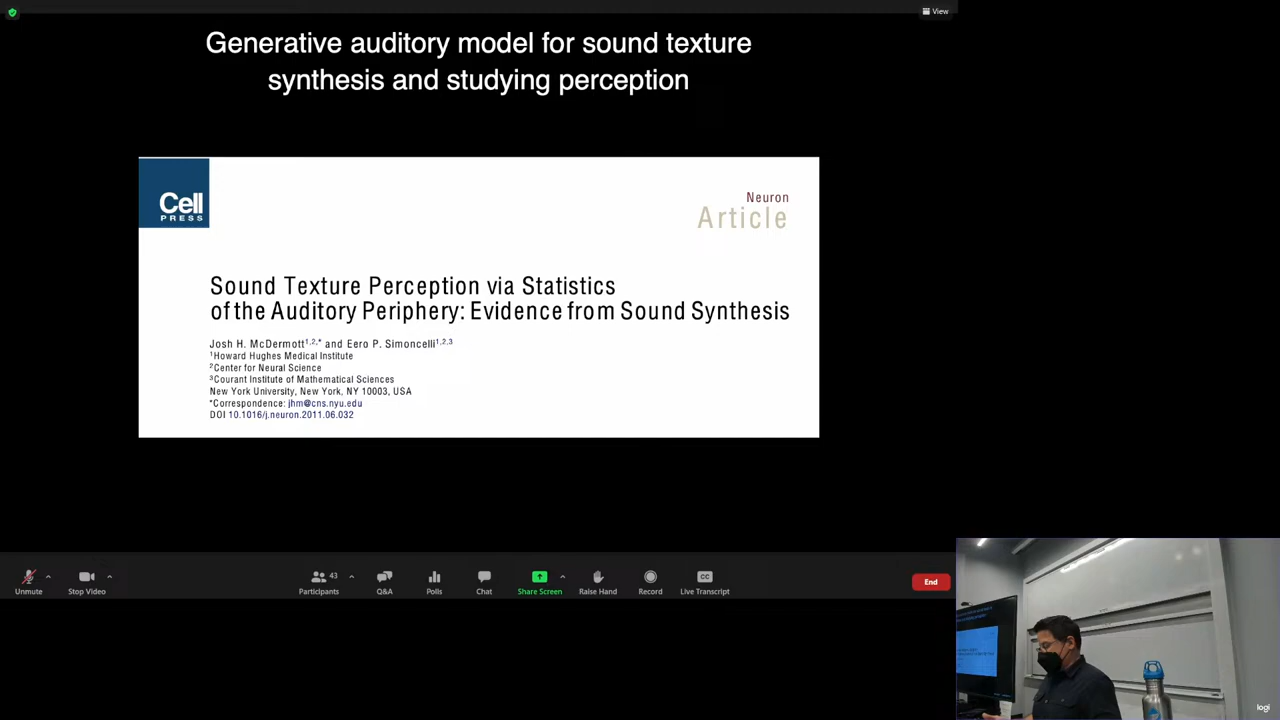 View
Generative auditory model for sound texture
synthesis and studying perception
Cell
PRESS
Neuron
Article
Sound Texture Perception via Statistics
of the Auditory Periphery: Evidence from Sound Synthesis
Josh H. McDermott1,2,* and Eero P. Simoncelli1,2,3
1Howard Hughes Medical Institute
2Center for Neural Science
3Courant Institute of Mathematical Sciences
New York University, New York, NY 10003, USA
*Correspondence: jhm@cns.nyu.edu
DOI 10.1016/j.neuron.2011.06.032
Unmute
Stop Video
43
Participants
Q&A
Polls
Chat
Share Screen
Raise Hand
Record
CC
Live Transcript
End
logi